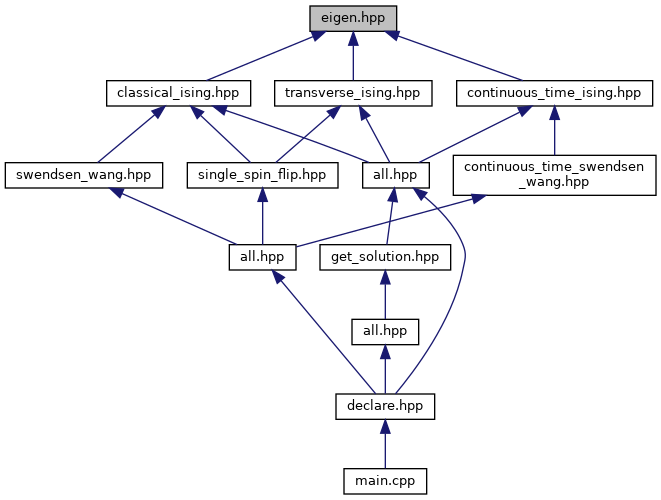 eigen.hpp
classical_ising.hpp
transverse_ising.hpp
continuous_time_ising.hpp
swendsen_wang.hpp
single_spin_flip.hpp
all.hpp
continuous_time_swendsen
_wang.hpp
all.hpp
get_solution.hpp
all.hpp
declare.hpp
main.cpp